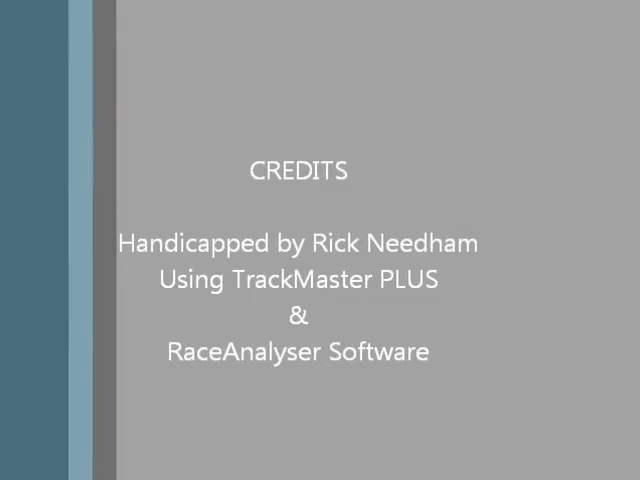 CREDITS
Handicapped by Rick Needham
Using TrackMaster PLUS
&
RaceAnalyser Software